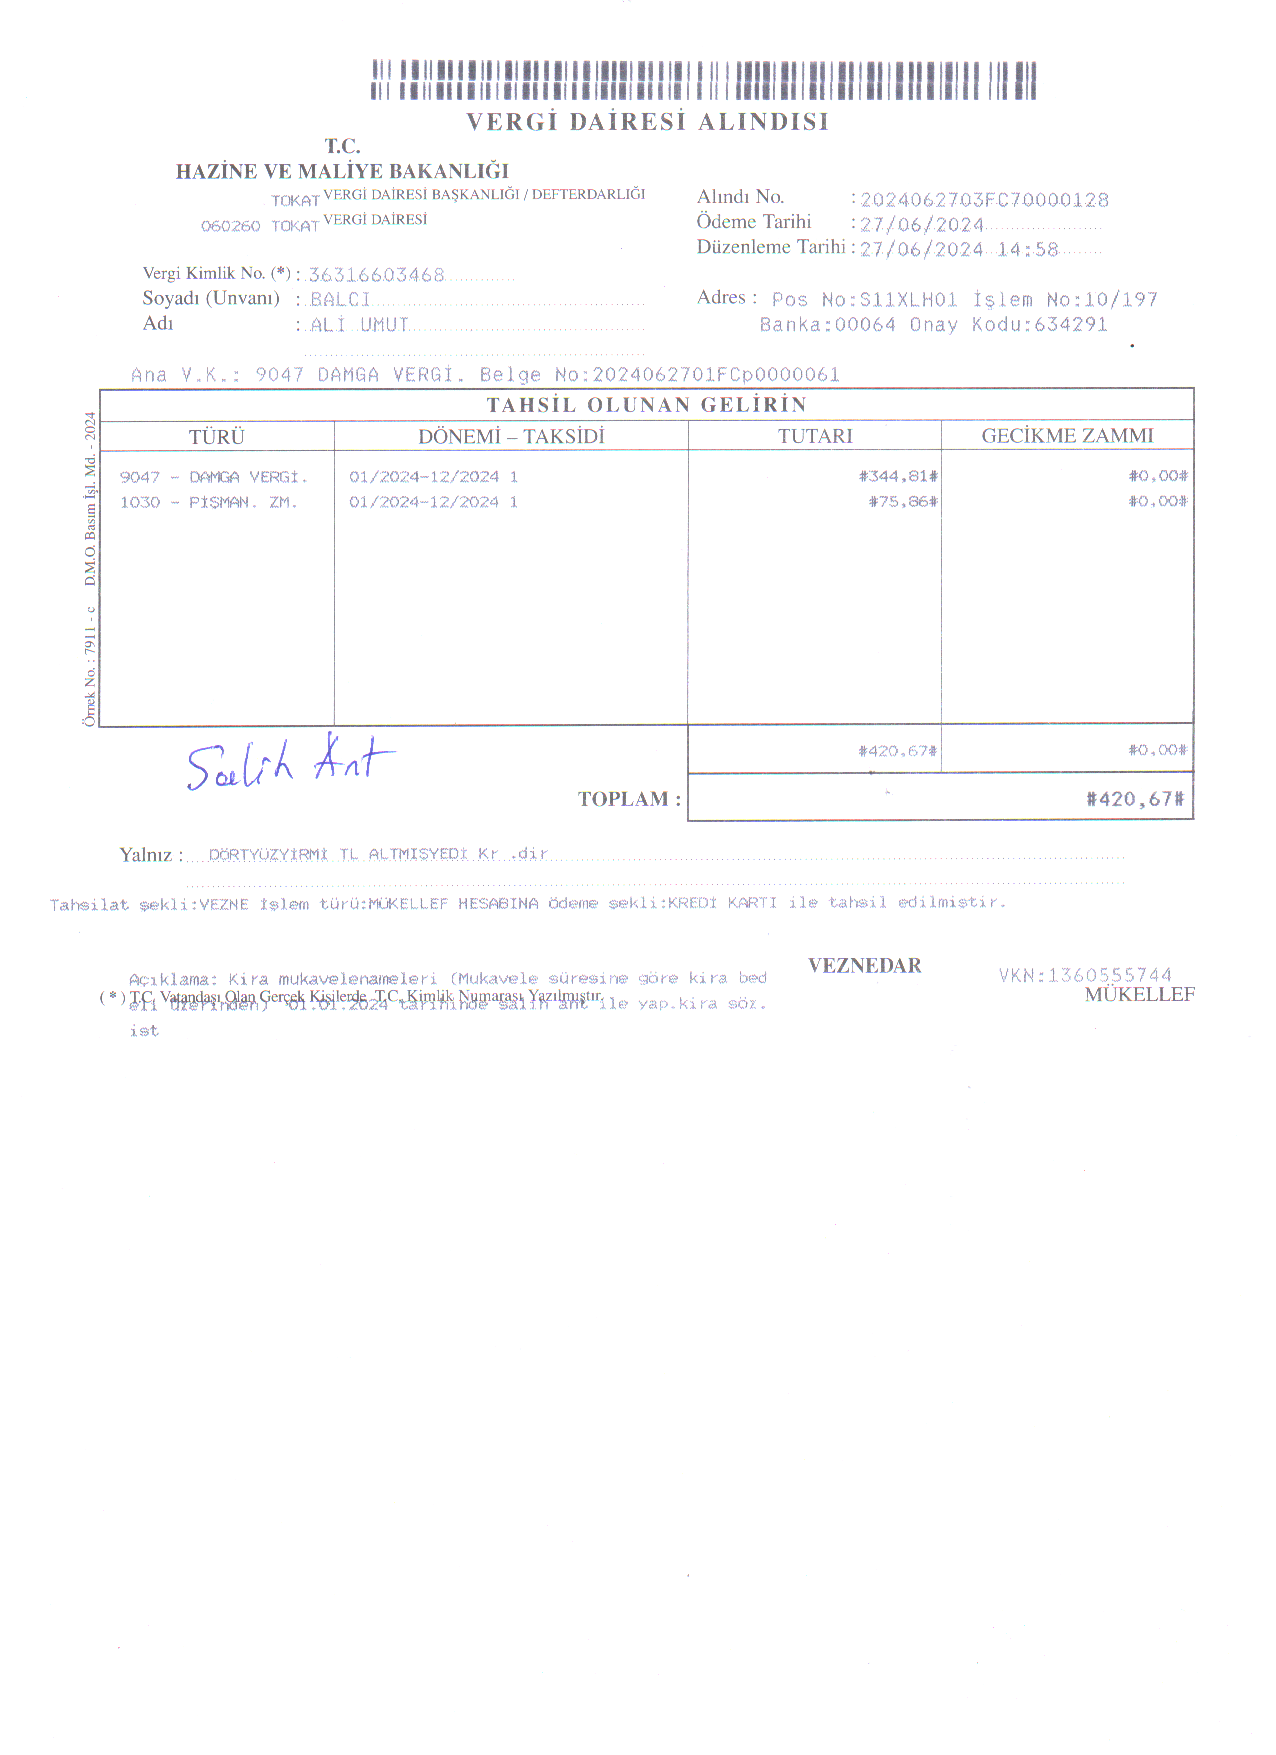 VERGİ DAİRESİ ALINDISI
T.C.
HAZİNE VE MALİYE BAKANLIĞI
TOKAT VERGİ DAİRESİ BAŞKANLIĞI / DEFTERDARLIĞI
060260 TOKAT VERGİ DAİRESİ
Alındı No. :2024062703FC70000128
Ödeme Tarihi :27/06/2024
Düzenleme Tarihi :27/06/2024 14:58
Vergi Kimlik No. (*) : 36316603468
Soyadı (Unvanı) : BALCI
Adı : ALİ UMUT
Adres : Pos No:S11XLH01 İşlem No:10/197
Banka:00064 Onay Kodu:634291
Ana V.K.: 9047 DAMGA VERGİ. Belge No:2024062701FCp0000061
TAHSİL OLUNAN GELİRİN
TÜRÜ DÖNEMİ – TAKSİDİ TUTARI GECİKME ZAMMI
9047 - DAMGA VERGİ. 01/2024-12/2024 1 #344,81# #0,00#
1030 - PİŞMAN. ZM. 01/2024-12/2024 1 #75,86# #0,00#
#420,67# #0,00#
Salih Ant
TOPLAM : #420,67#
Örnek No. : 7911 - c D.M.O. Basım İşl. Md. - 2024
Yalnız : DÖRTYÜZYİRMİ TL ALTMISYEDİ Kr .dir
Tahsilat şekli:VEZNE İşlem türü:MÜKELLEF HESABINA ödeme şekli:KREDİ KARTI ile tahsil edilmiştir.
Açıklama: Kira mukavelenameleri (Mukavele süresine göre kira bed
eli üzerinden) 01.01.2024 tarihinde salih ant ile yap.kira söz.
ist
( * ) T.C. Vatandaşı Olan Gerçek Kişilerde, T.C. Kimlik Numarası Yazılmıştır.
VEZNEDAR
VKN:1360555744
MÜKELLEF